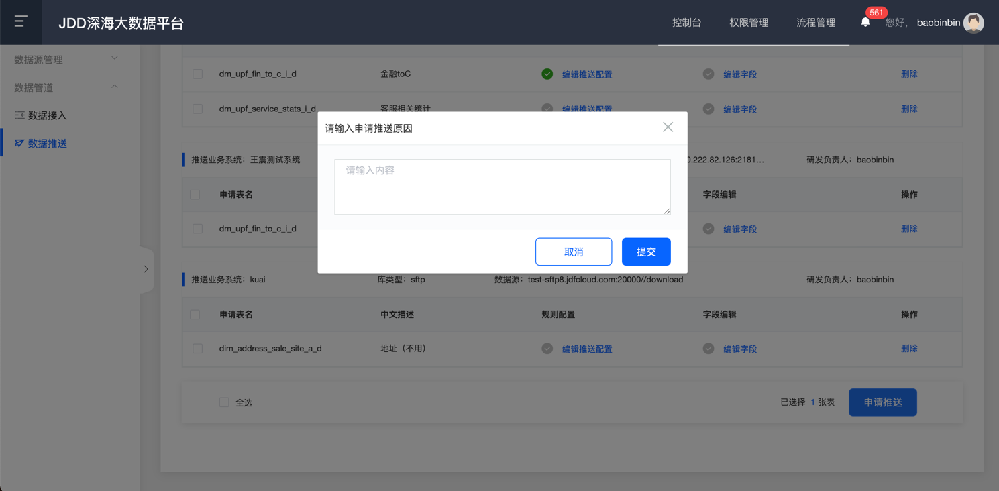 JDD深海大数据平台
控制台 权限管理 流程管理 561 您好， baobinbin
数据源管理
数据管道
数据接入
数据推送
dm_upf_fin_to_c_i_d 金融toC 编辑推送配置 编辑字段 删除
dm_upf_service_stats_i_d 客服相关统计 编辑推送配置 编辑字段 删除
请输入申请推送原因
请输入内容
取消 提交
推送业务系统：王震测试系统 0.222.82.126:2181... 研发负责人：baobinbin
申请表名 字段编辑 操作
dm_upf_fin_to_c_i_d 编辑字段 删除
推送业务系统：kuai 库类型：sftp 数据源：test-sftp8.jdfcloud.com:20000//download 研发负责人：baobinbin
申请表名 中文描述 规则配置 字段编辑 操作
dim_address_sale_site_a_d 地址（不用） 编辑推送配置 编辑字段 删除
全选 已选择 1 张表 申请推送